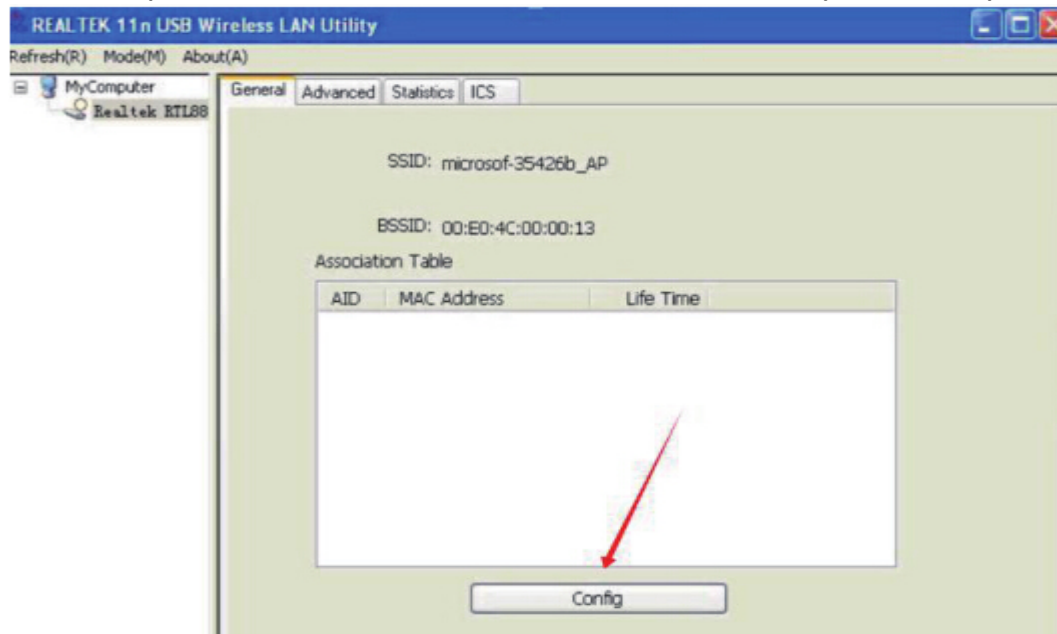 REALTEK 11n USB Wireless LAN Utility
Refresh(R) Mode(M) About(A)
MyComputer
Realtek RTL88
General Advanced Statistics ICS
SSID: microsof-35426b_AP
BSSID: 00:E0:4C:00:00:13
Association Table
AID MAC Address Life Time
Config